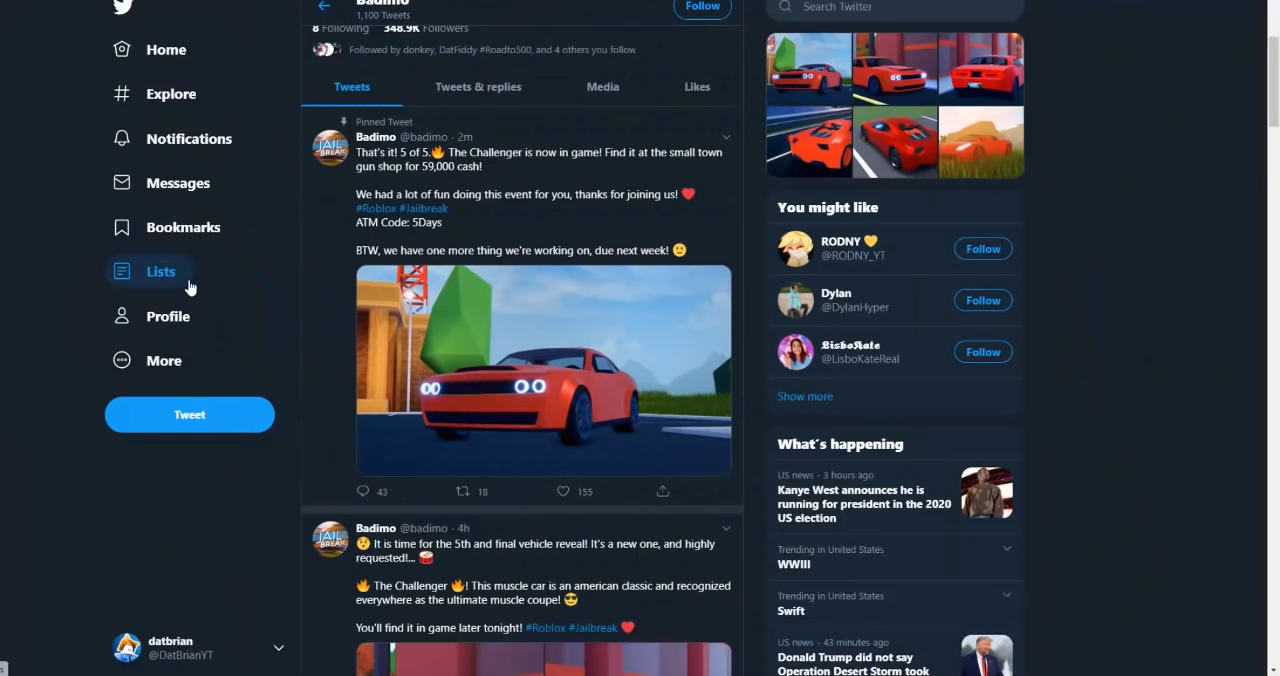 Home
Explore
Notifications
Messages
Bookmarks
Lists
Profile
More
Tweet
datbrian
@DatBrianYT
Badimo
1,100 Tweets
Follow
8 Following 348.9K Followers
Followed by donkey, DatFiddy #Roadto500, and 4 others you follow
Tweets
Tweets & replies
Media
Likes
Pinned Tweet
Badimo @badimo · 2m
That's it! 5 of 5.🔥 The Challenger is now in game! Find it at the small town
gun shop for 59,000 cash!
We had a lot of fun doing this event for you, thanks for joining us! ❤️
#Roblox #Jailbreak
ATM Code: 5Days
BTW, we have one more thing we're working on, due next week! 🙂
43
18
155
JAIL
BREAK
Badimo @badimo · 4h
😲 It is time for the 5th and final vehicle reveal! It's a new one, and highly
requested!... 🥁
🔥 The Challenger 🔥! This muscle car is an american classic and recognized
everywhere as the ultimate muscle coupe! 😎
You'll find it in game later tonight! #Roblox #Jailbreak ❤️
JAIL
BREAK
Search Twitter
You might like
RODNY 💛
@RODNY_YT
Follow
Dylan
@DylanHyper
Follow
𝕷𝖎𝖘𝖇𝖔𝕶𝖆𝖙𝖊
@LisboKateReal
Follow
Show more
What's happening
US news · 3 hours ago
Kanye West announces he is
running for president in the 2020
US election
Trending in United States
WWIII
Trending in United States
Swift
US news · 43 minutes ago
Donald Trump did not say
Operation Desert Storm took